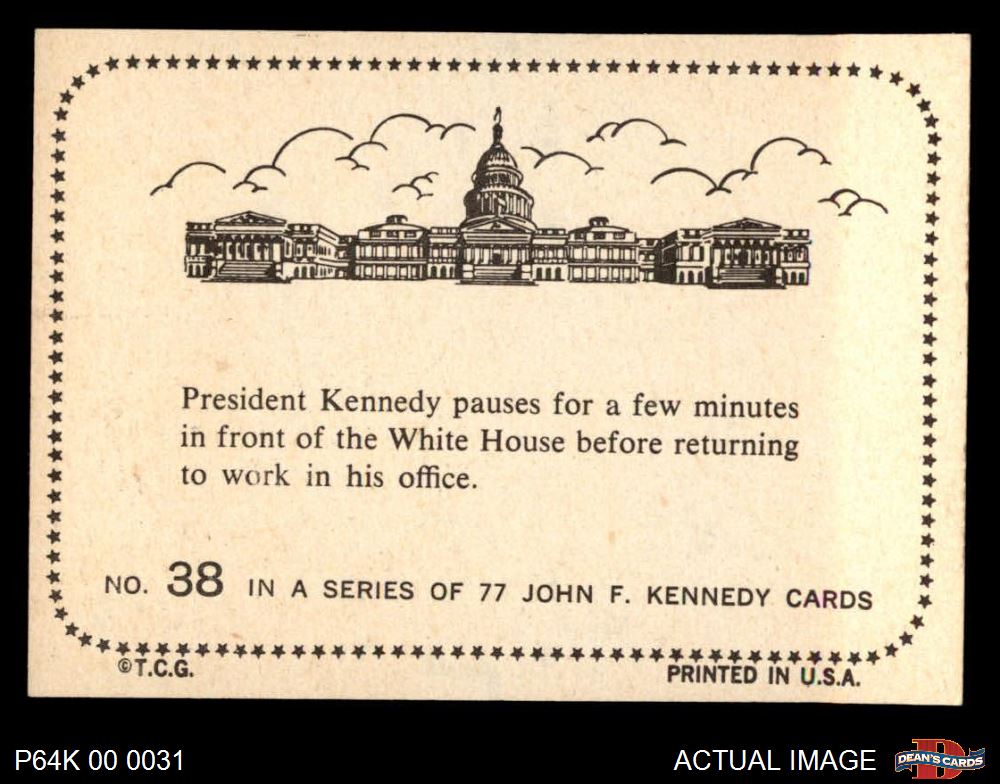 President Kennedy pauses for a few minutes
in front of the White House before returning
to work in his office.
NO. 38 IN A SERIES OF 77 JOHN F. KENNEDY CARDS
©T.C.G. PRINTED IN U.S.A.
P64K 00 0031 ACTUAL IMAGE D DEAN'S CARDS